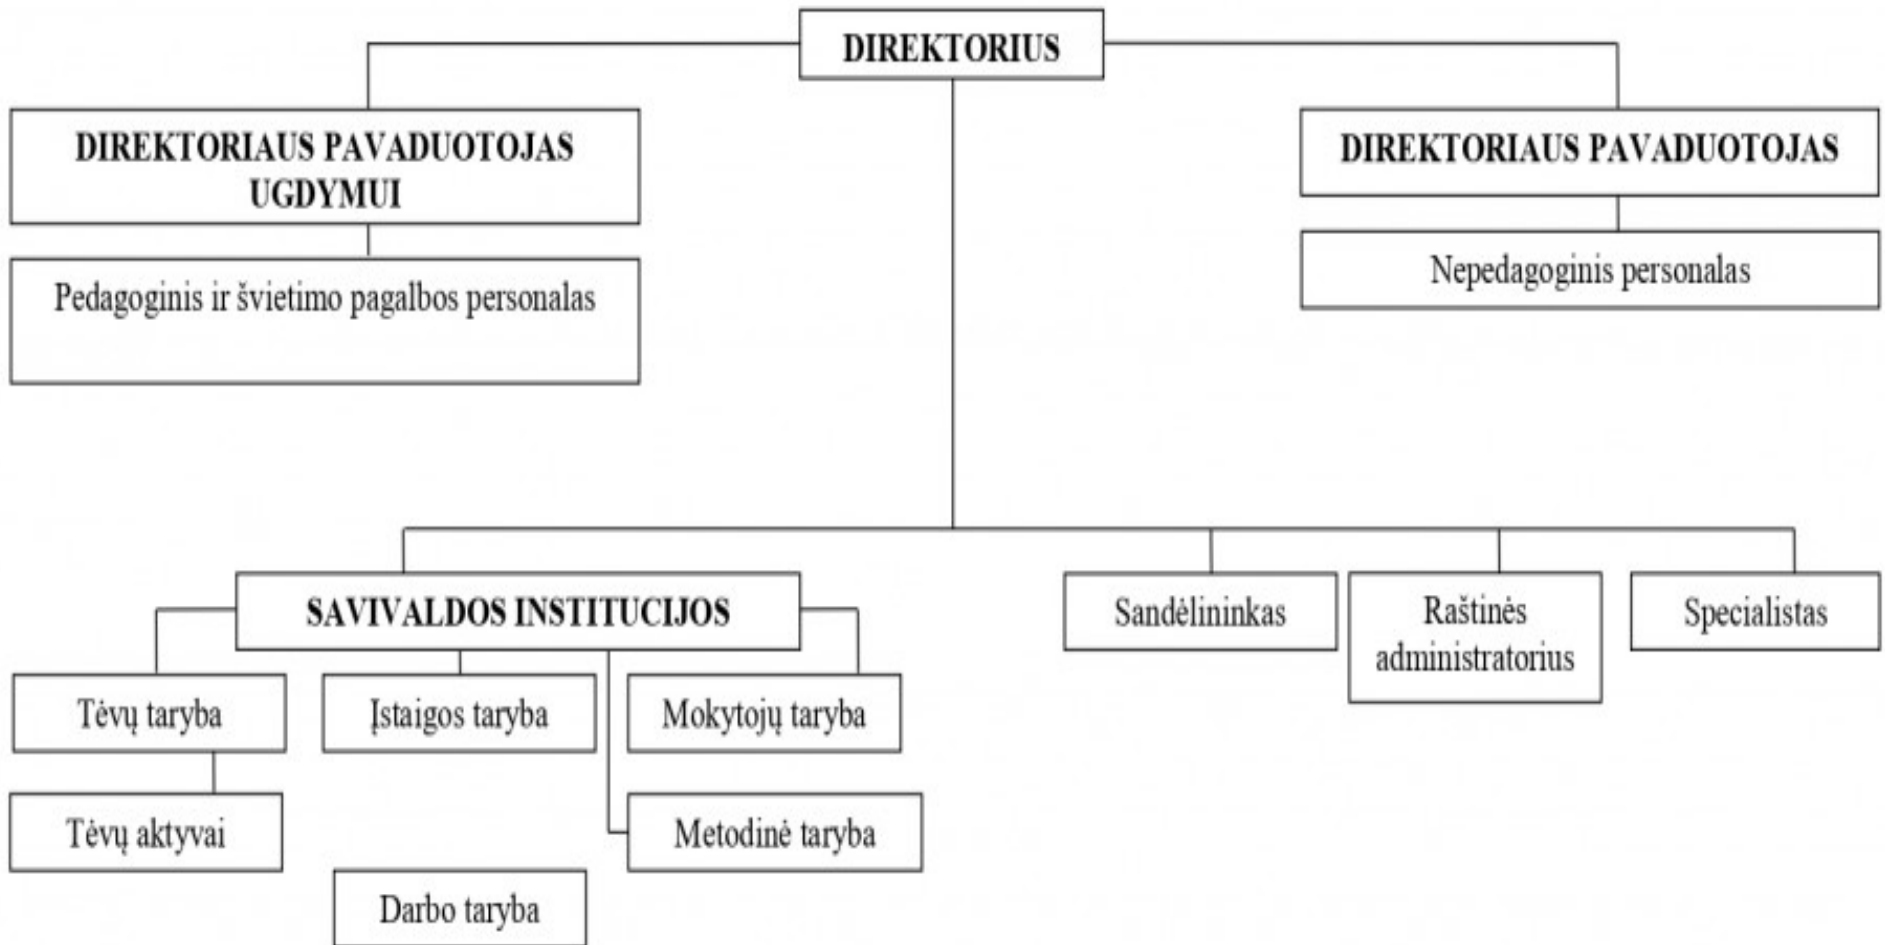 DIREKTORIUS
DIREKTORIAUS PAVADUOTOJAS
UGDYMUI
DIREKTORIAUS PAVADUOTOJAS
Pedagoginis ir švietimo pagalbos personalas
Nepedagoginis personalas
SAVIVALDOS INSTITUCIJOS
Sandėlininkas
Raštinės
administratorius
Specialistas
Tėvų taryba
Įstaigos taryba
Mokytojų taryba
Tėvų aktyvai
Metodinė taryba
Darbo taryba